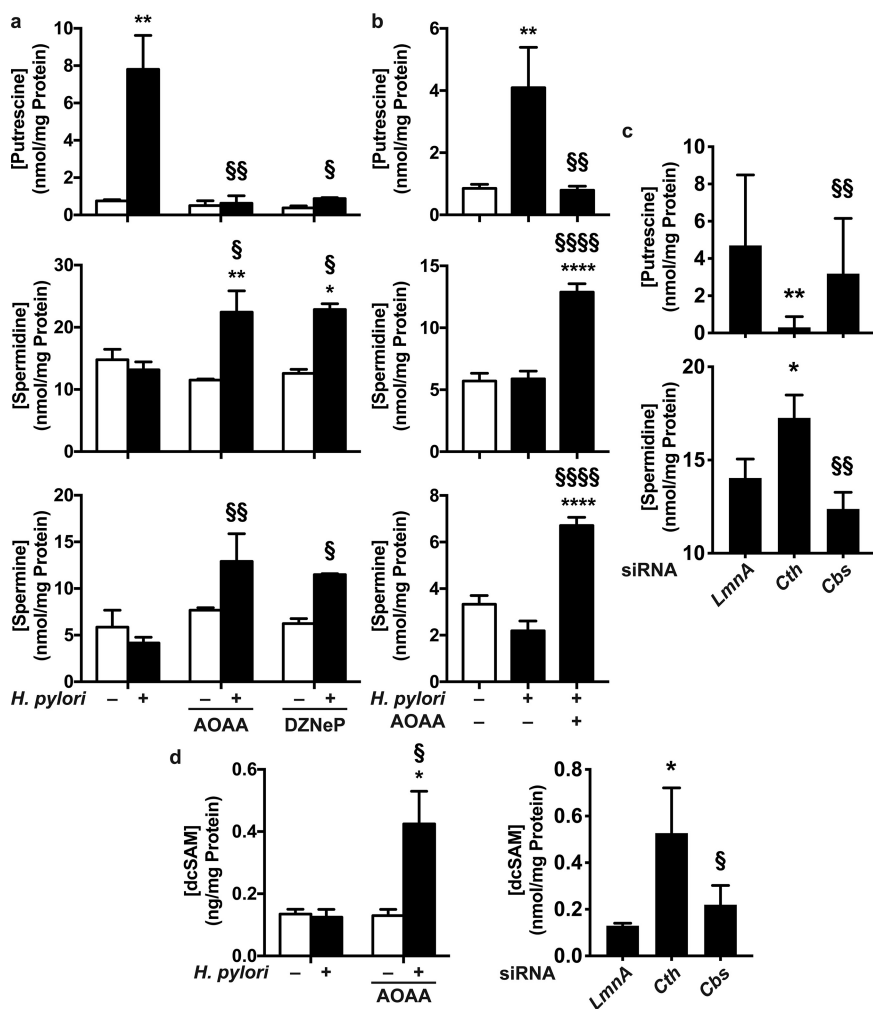 a
[Putrescine]
(nmol/mg Protein)
10
8
6
4
2
0
**
§§
§
[Spermidine]
(nmol/mg Protein)
30
20
10
0
§
**
§
*
[Spermine]
(nmol/mg Protein)
20
15
10
5
0
§§
§
H. pylori – + – + – +
AOAA DZNeP
b
[Putrescine]
(nmol/mg Protein)
6
4
2
0
**
§§
[Spermidine]
(nmol/mg Protein)
15
10
5
0
§§§§
****
[Spermine]
(nmol/mg Protein)
8
6
4
2
0
§§§§
****
H. pylori – + +
AOAA – – +
c
[Putrescine]
(nmol/mg Protein)
10
8
6
4
2
0
**
§§
[Spermidine]
(nmol/mg Protein)
20
15
10
*
§§
siRNA LmnA Cth Cbs
d
[dcSAM]
(ng/mg Protein)
0.6
0.4
0.2
0.0
§
*
H. pylori – + – +
AOAA
[dcSAM]
(nmol/mg Protein)
0.8
0.6
0.4
0.2
0.0
*
§
siRNA LmnA Cth Cbs